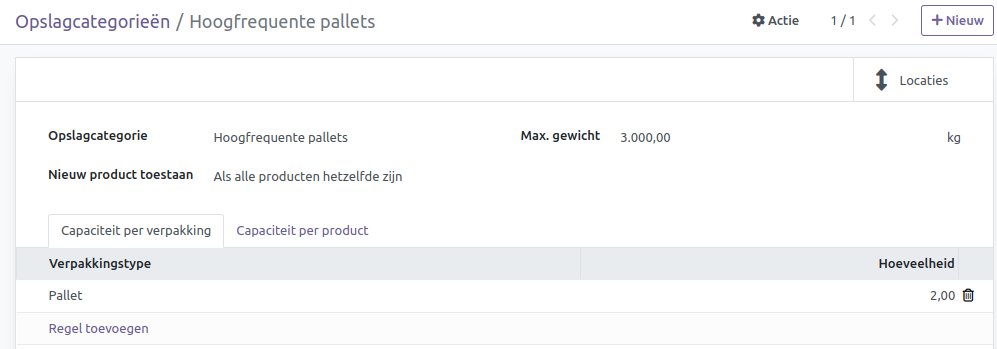 Opslagcategorieën / Hoogfrequente pallets
Actie
1 / 1
Nieuw
Locaties
Opslagcategorie Hoogfrequente pallets
Max. gewicht 3.000,00 kg
Nieuw product toestaan Als alle producten hetzelfde zijn
Capaciteit per verpakking Capaciteit per product
Verpakkingstype Hoeveelheid
Pallet 2,00
Regel toevoegen